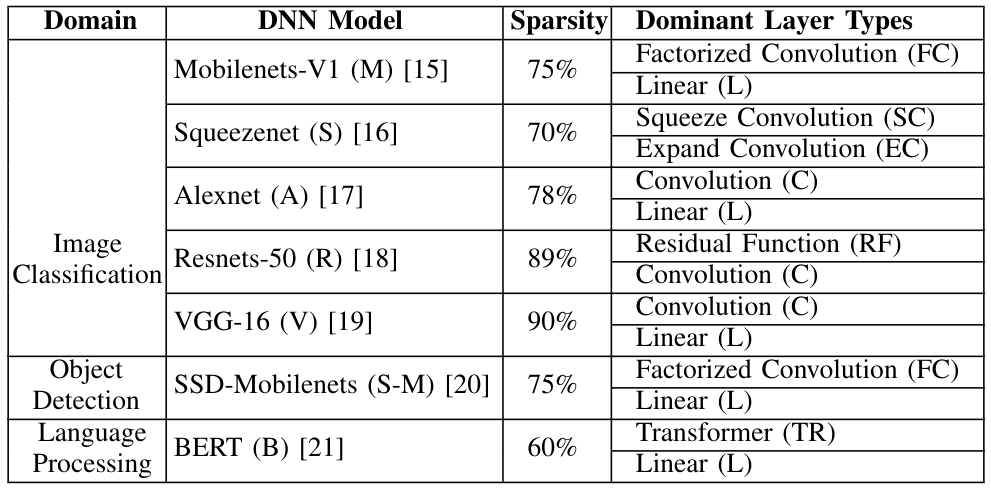 Domain DNN Model Sparsity Dominant Layer Types
Image
Classification
Mobilenets-V1 (M) [15] 75% Factorized Convolution (FC)
Linear (L)
Squeezenet (S) [16] 70% Squeeze Convolution (SC)
Expand Convolution (EC)
Alexnet (A) [17] 78% Convolution (C)
Linear (L)
Resnets-50 (R) [18] 89% Residual Function (RF)
Convolution (C)
VGG-16 (V) [19] 90% Convolution (C)
Linear (L)
Object
Detection
SSD-Mobilenets (S-M) [20] 75% Factorized Convolution (FC)
Linear (L)
Language
Processing
BERT (B) [21] 60% Transformer (TR)
Linear (L)